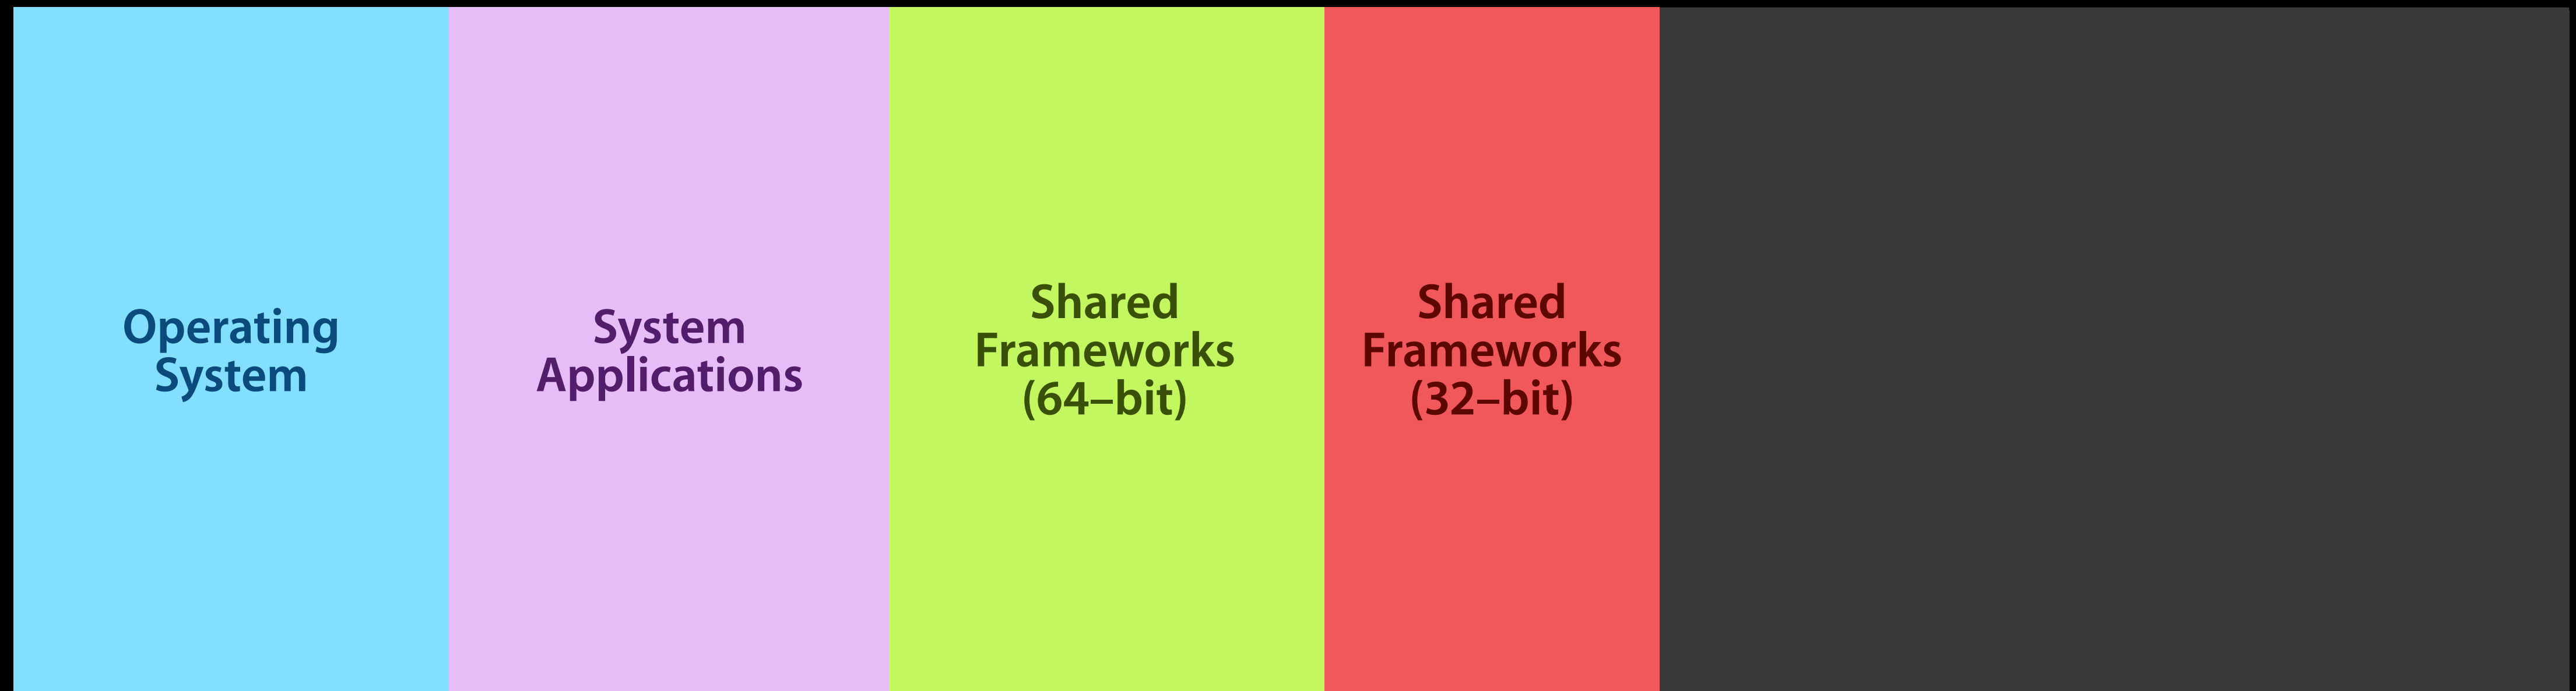 Operating
System
System
Applications
Shared
Frameworks
(64–bit)
Shared
Frameworks
(32–bit)